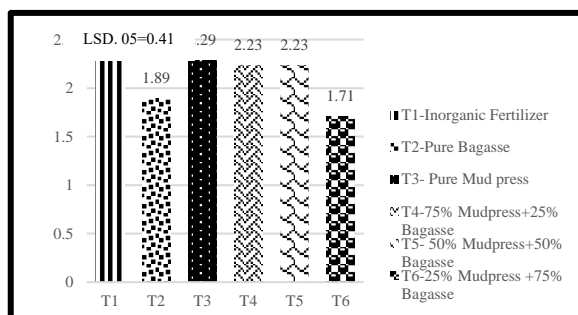 2.
LSD. 05=0.41
.29
2.23
2.23
1.89
2
1.71
1.5
1
0.5
0
T1
T2
T3
T4
T5
T6
T1-Inorganic Fertilizer
T2-Pure Bagasse
T3- Pure Mud press
T4-75% Mudpress+25%
Bagasse
T5- 50% Mudpress+50%
Bagasse
T6-25% Mudpress +75%
Bagasse